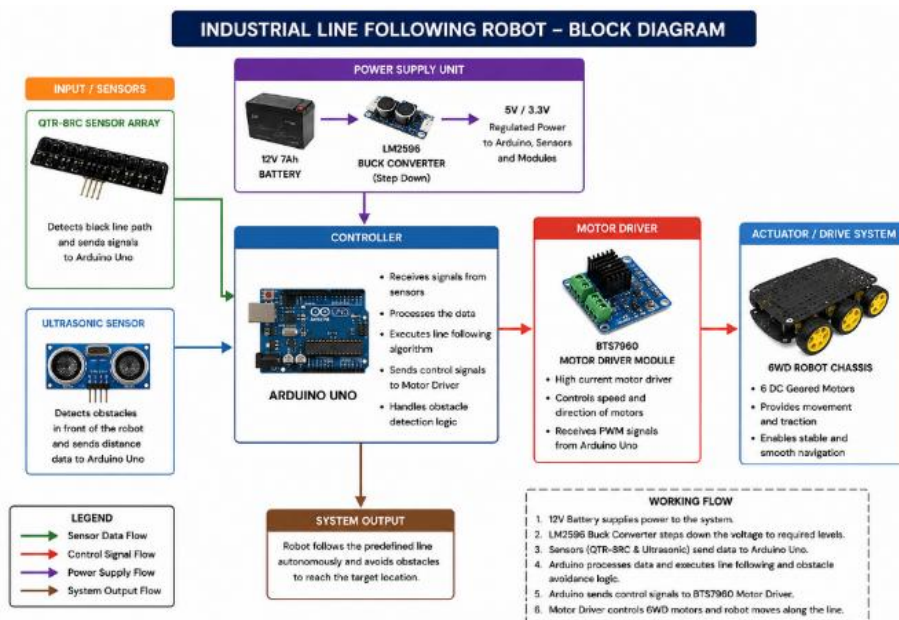 INDUSTRIAL LINE FOLLOWING ROBOT – BLOCK DIAGRAM
INPUT / SENSORS
QTR-8RC SENSOR ARRAY
Detects black line path
and sends signals
to Arduino Uno
ULTRASONIC SENSOR
Detects obstacles
in front of the robot
and sends distance
data to Arduino Uno
POWER SUPPLY UNIT
12V 7Ah
BATTERY
LM2596
BUCK CONVERTER
(Step Down)
5V / 3.3V
Regulated Power
to Arduino, Sensors
and Modules
CONTROLLER
UNO
ARDUINO UNO
• Receives signals from
sensors
• Processes the data
• Executes line following
algorithm
• Sends control signals
to Motor Driver
• Handles obstacle
detection logic
MOTOR DRIVER
BTS7960
MOTOR DRIVER MODULE
• High current motor driver
• Controls speed and
direction of motors
• Receives PWM signals
from Arduino Uno
ACTUATOR / DRIVE SYSTEM
6WD ROBOT CHASSIS
• 6 DC Geared Motors
• Provides movement
and traction
• Enables stable and
smooth navigation
SYSTEM OUTPUT
Robot follows the predefined line
autonomously and avoids obstacles
to reach the target location.
LEGEND
Sensor Data Flow
Control Signal Flow
Power Supply Flow
System Output Flow
WORKING FLOW
1. 12V Battery supplies power to the system.
2. LM2596 Buck Converter steps down the voltage to required levels.
3. Sensors (QTR-8RC & Ultrasonic) send data to Arduino Uno.
4. Arduino processes data and executes line following and obstacle
avoidance logic.
5. Arduino sends control signals to BTS7960 Motor Driver.
6. Motor Driver controls 6WD motors and robot moves along the line.